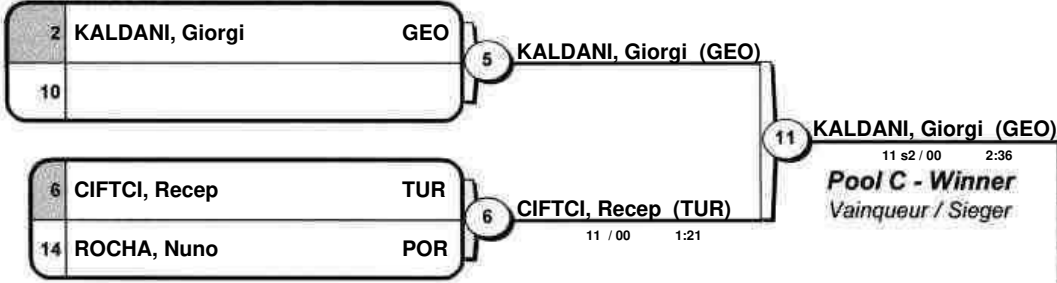 2 KALDANI, Giorgi GEO
10
5
KALDANI, Giorgi (GEO)
6 CIFTCI, Recep TUR
14 ROCHA, Nuno POR
6
CIFTCI, Recep (TUR)
11 / 00 1:21
11
KALDANI, Giorgi (GEO)
11 s2 / 00 2:36
Pool C - Winner
Vainqueur / Sieger